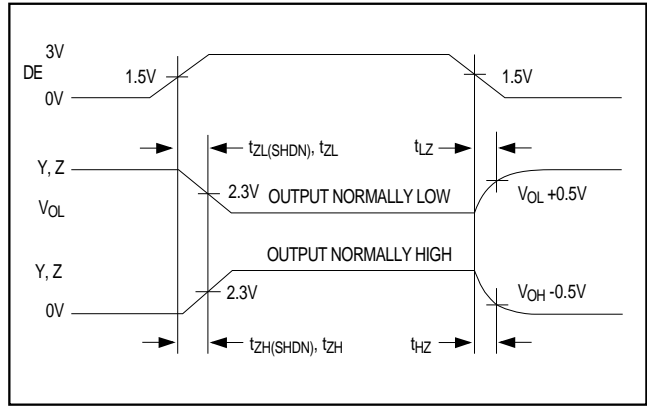 3V
DE
1.5V
1.5V
0V
tZL(SHDN), tZL
tLZ
Y, Z
2.3V
OUTPUT NORMALLY LOW
VOL +0.5V
VOL
OUTPUT NORMALLY HIGH
Y, Z
2.3V
VOH -0.5V
0V
tZH(SHDN), tZH
tHZ